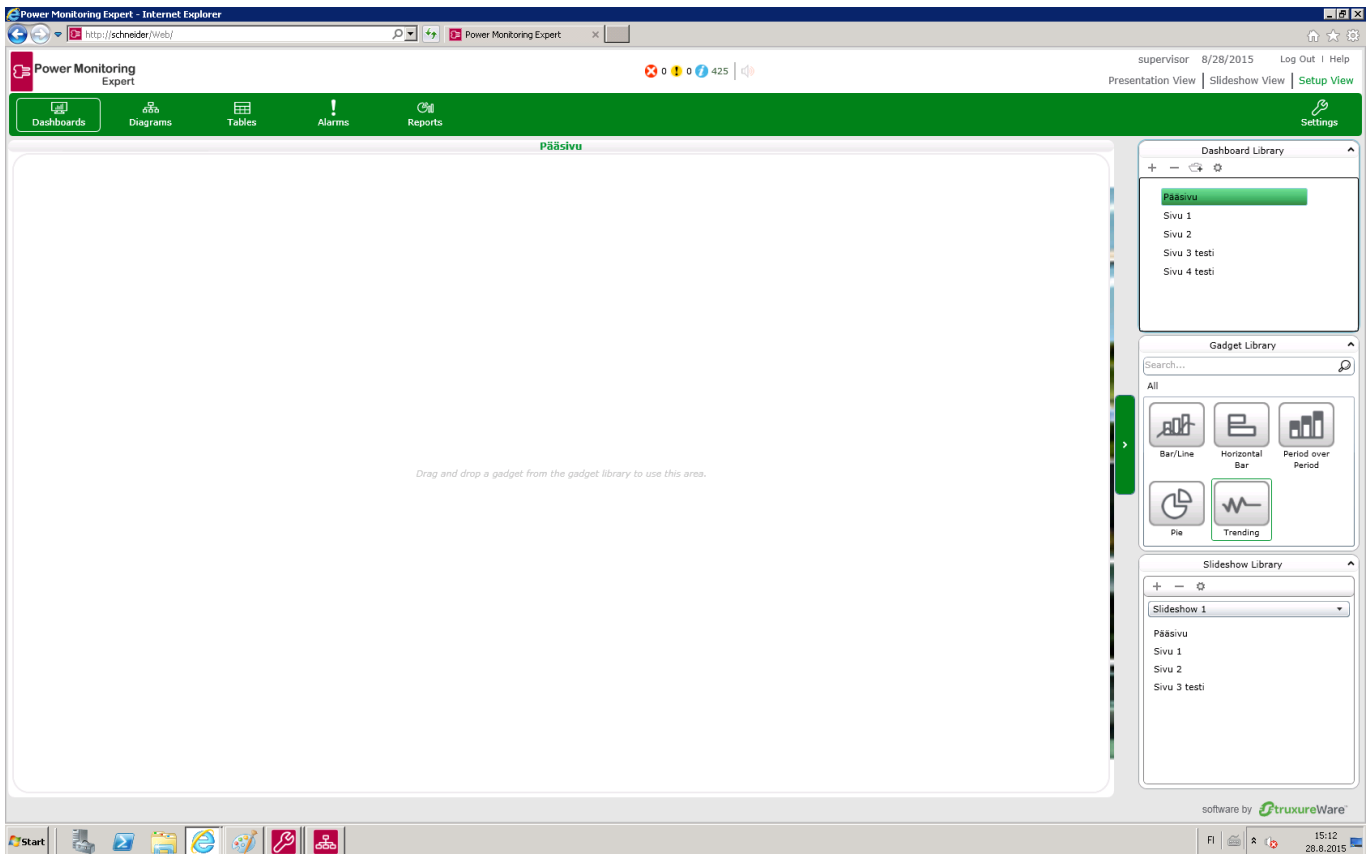 Power Monitoring Expert - Internet Explorer
http://schneider/Web/
Power Monitoring Expert
Power Monitoring
Expert
0 0 425
supervisor 8/28/2015 Log Out | Help
Presentation View | Slideshow View | Setup View
Dashboards Diagrams Tables Alarms Reports Settings
Pääsivu
Drag and drop a gadget from the gadget library to use this area.
Dashboard Library
Pääsivu
Sivu 1
Sivu 2
Sivu 3 testi
Sivu 4 testi
Gadget Library
Search...
All
Bar/Line
Horizontal
Bar
Period over
Period
Pie
Trending
Slideshow Library
Slideshow 1
Pääsivu
Sivu 1
Sivu 2
Sivu 3 testi
software by StruxureWare™
Start
FI
15:12
28.8.2015